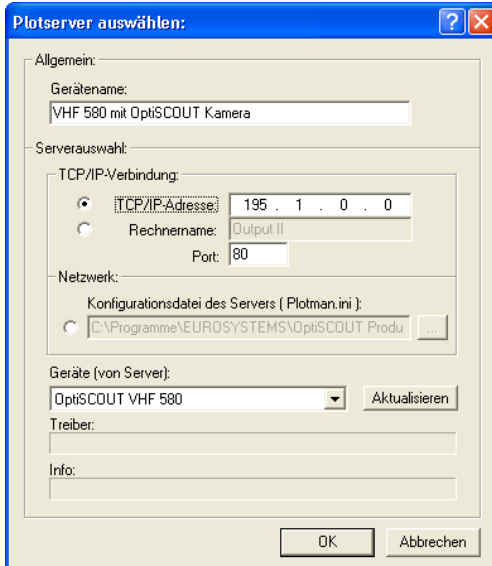 Plotserver auswählen:
Allgemein:
Gerätename:
VHF 580 mit OptiSCOUT Kamera
Serverauswahl:
TCP/IP-Verbindung:
TCP/IP-Adresse: 195 . 1 . 0 . 0
Rechnername: Output II
Port: 80
Netzwerk:
Konfigurationsdatei des Servers ( Plotman.ini ):
C:\Programme\EUROSYSTEMS\OptiSCOUT Produ ...
Geräte (von Server):
OptiSCOUT VHF 580 Aktualisieren
Treiber:
Info:
OK Abbrechen